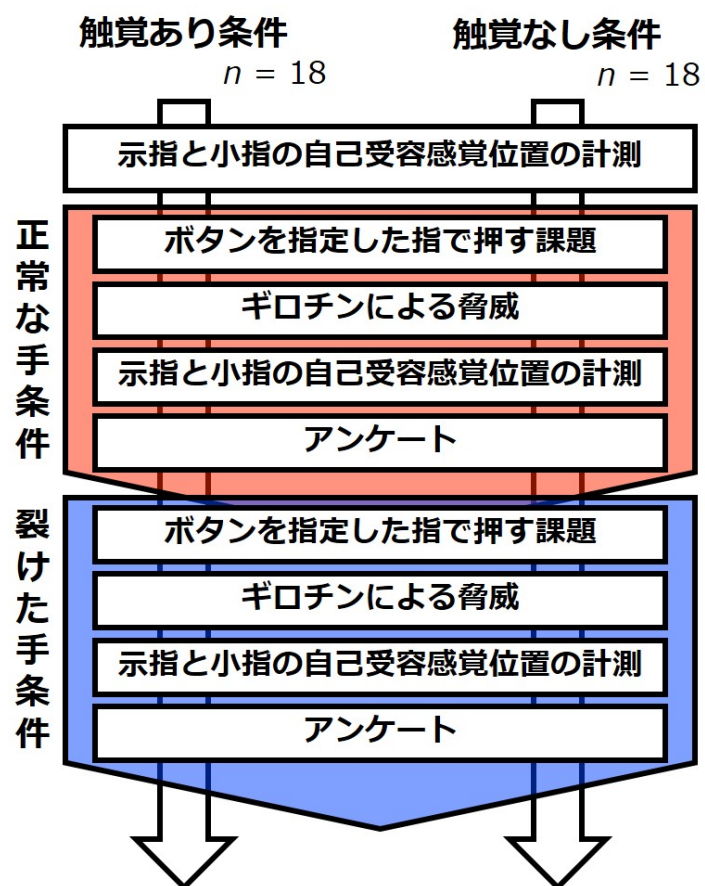 触覚あり条件
n = 18
触覚なし条件
n = 18
示指と小指の自己受容感覚位置の計測
正常な手条件
ボタンを指定した指で押す課題
ギロチンによる脅威
示指と小指の自己受容感覚位置の計測
アンケート
裂けた手条件
ボタンを指定した指で押す課題
ギロチンによる脅威
示指と小指の自己受容感覚位置の計測
アンケート